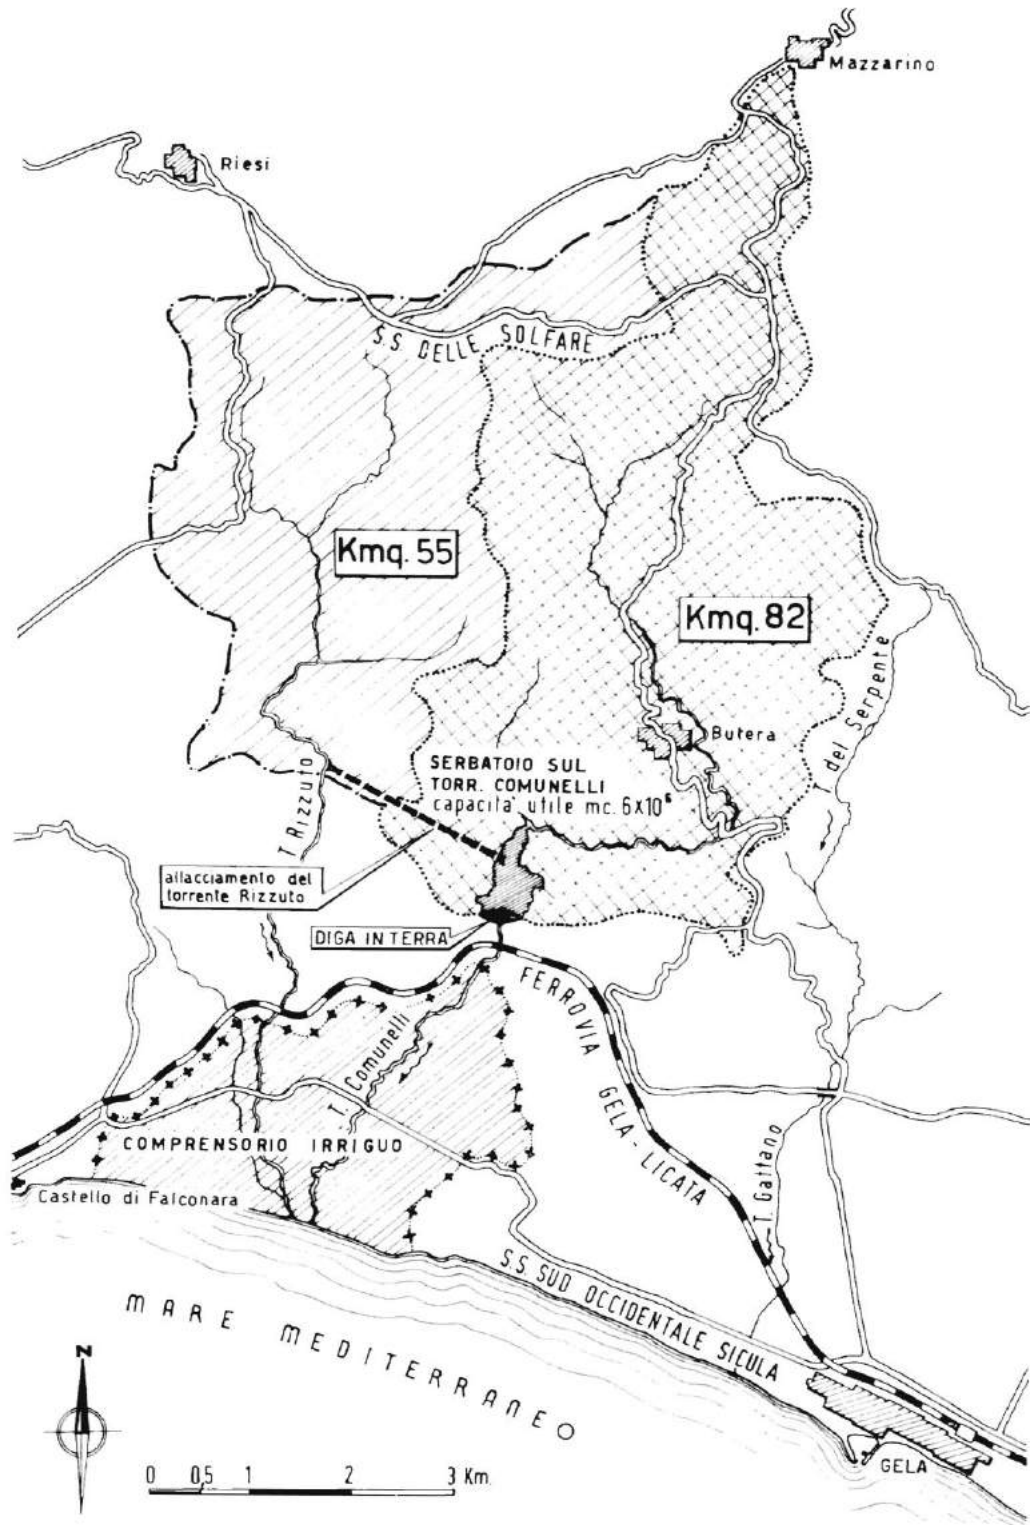 Mazzarino
Riesi
S.S. DELLE SOLFARE
Kmq. 55
Kmq. 82
T. del Serpente
Butera
SERBATOIO SUL
TORR. COMUNELLI
capacita' utile mc. 6x10⁶
T. Rizzuto
allacciamento del
torrente Rizzuto
DIGA IN TERRA
FERROVIA GELA-LICATA
T. Comunelli
COMPRENSORIO IRRIGUO
T. Gattano
Castello di Falconara
S.S. SUD OCCIDENTALE SICULA
MARE MEDITERRANEO
N
0 0,5 1 2 3 Km.
GELA